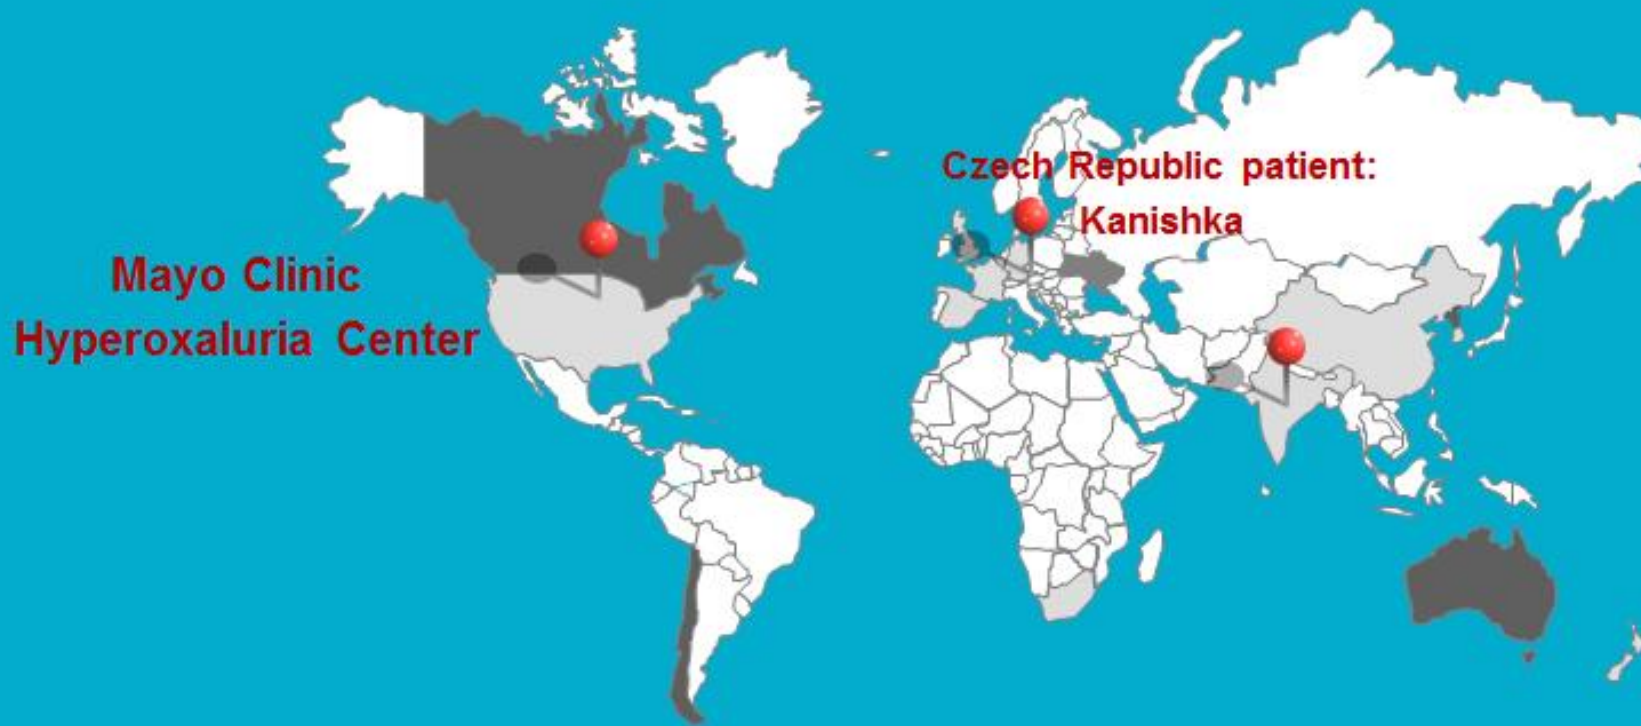 Mayo Clinic
Hyperoxaluria Center
Czech Republic patient:
Kanishka